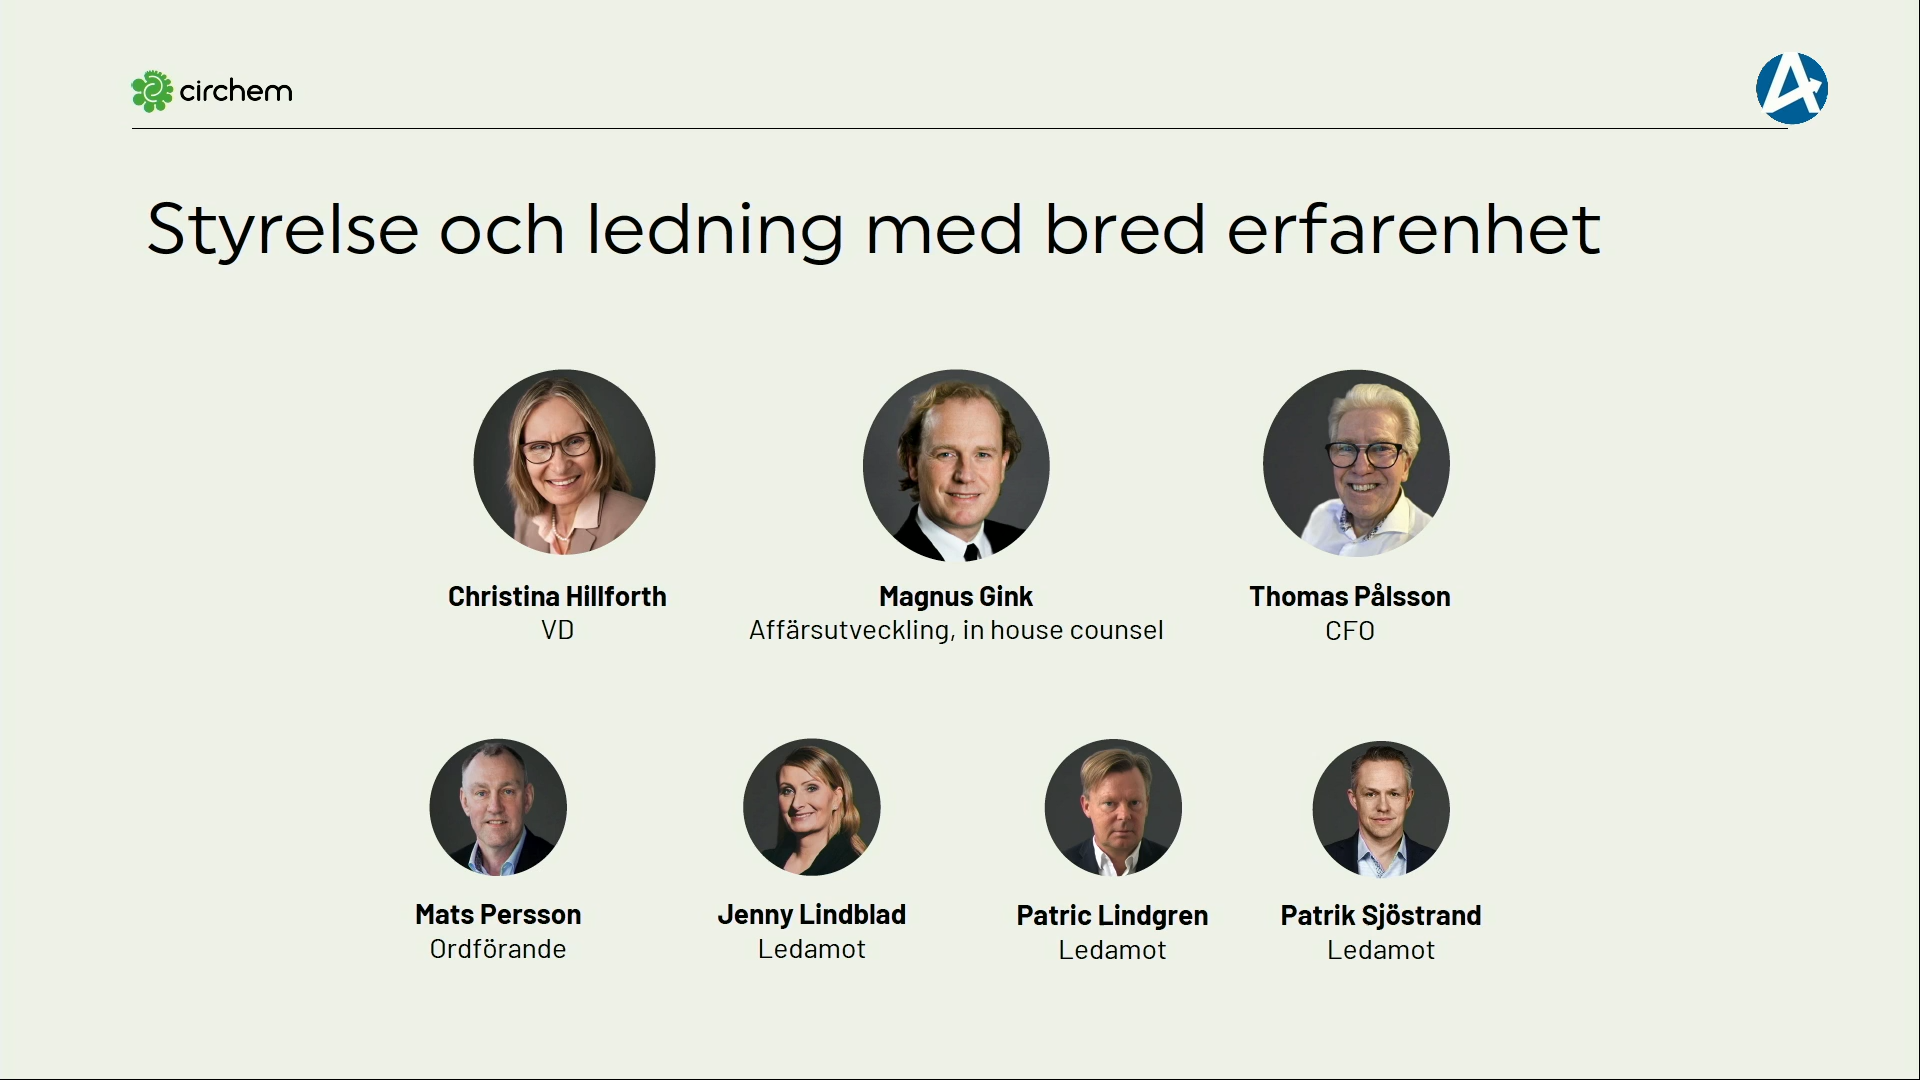 circhem
Styrelse och ledning med bred erfarenhet
Christina Hillforth
VD
Magnus Gink
Affärsutveckling, in house counsel
Thomas Pålsson
CFO
Mats Persson
Ordförande
Jenny Lindblad
Ledamot
Patric Lindgren
Ledamot
Patrik Sjöstrand
Ledamot